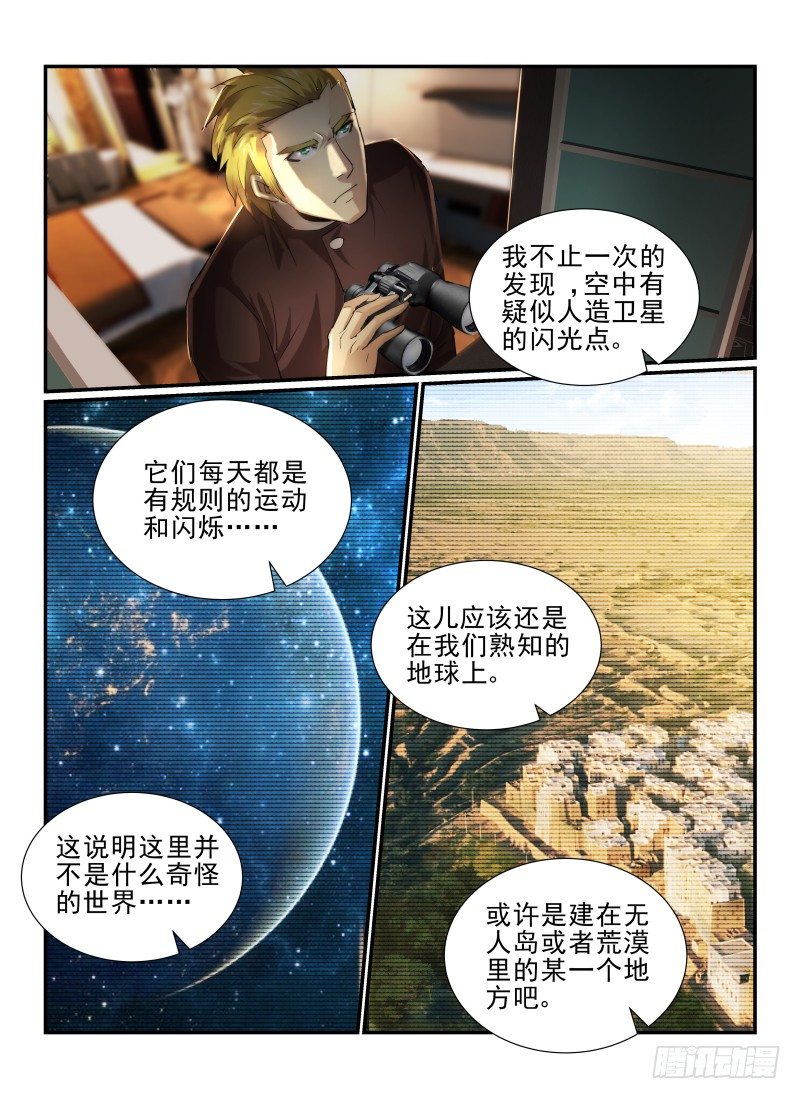 我不止一次的
发现，空中有
疑似人造卫星
的闪光点。
它们每天都是
有规则的运动
和闪烁……
这说明这里并
不是什么奇怪
的世界……
这儿应该还是
在我们熟知的
地球上。
或许是建在无
人岛或者荒漠
里的某一个地
方吧。
腾讯动漫